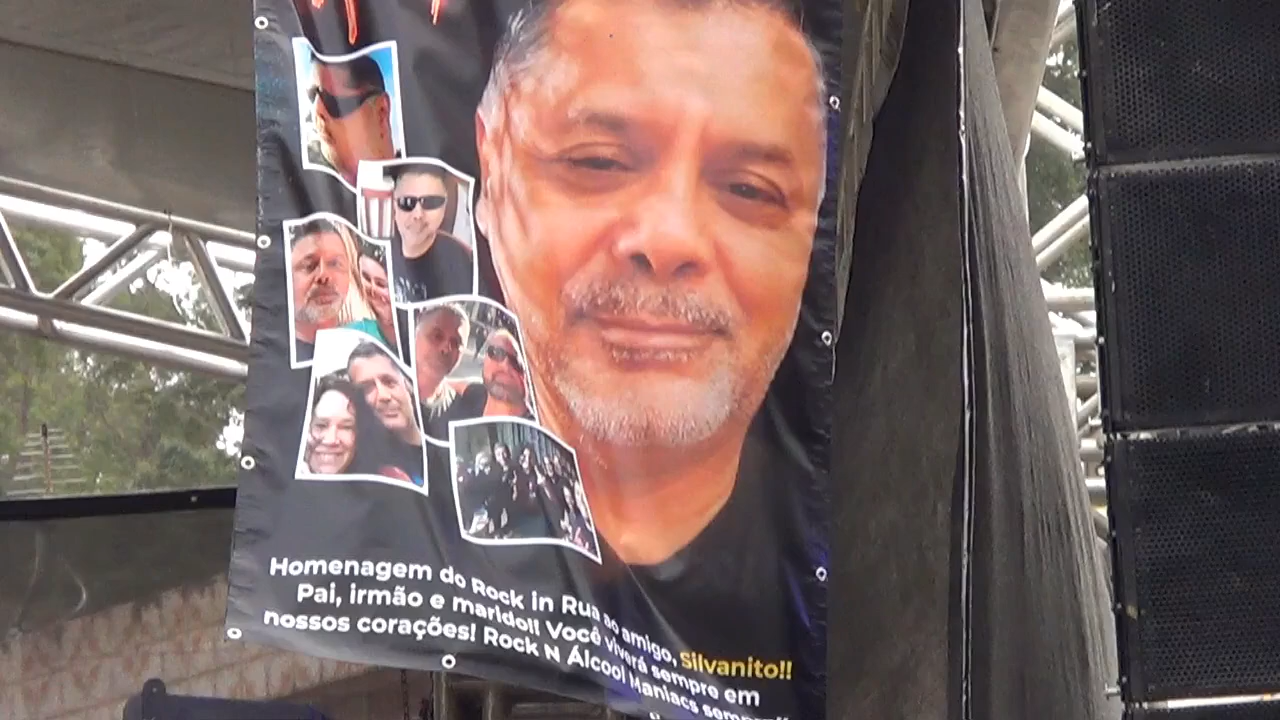 Homenagem do Rock in Rua ao amigo, Silvanito!!
Pai, irmão e marido!! Você viverá sempre em
nossos corações! Rock N Álcool Maniacs sempre!!